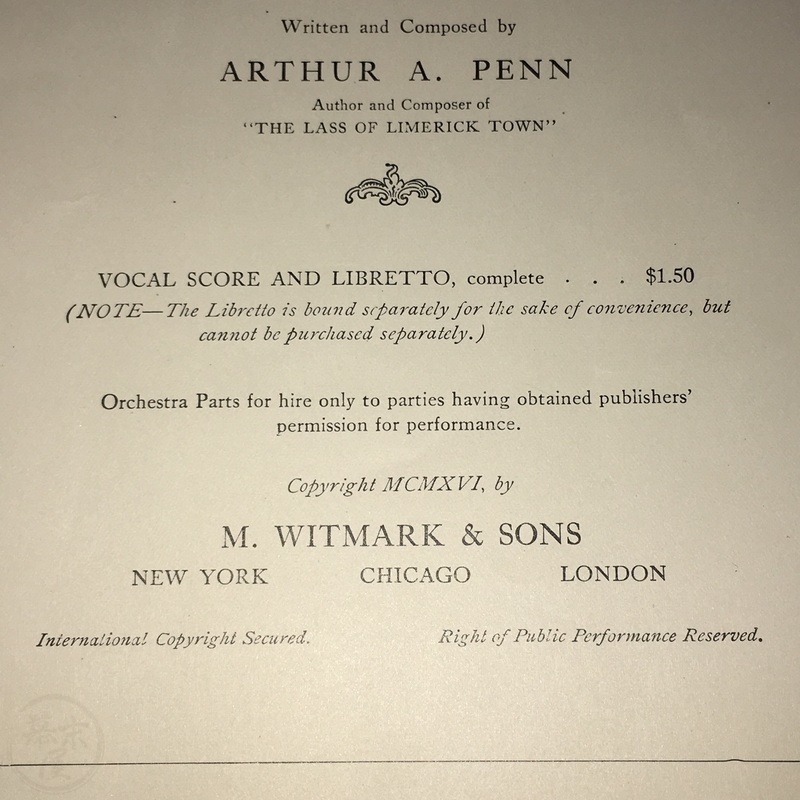 Written and Composed by
ARTHUR A. PENN
Author and Composer of
"THE LASS OF LIMERICK TOWN"
VOCAL SCORE AND LIBRETTO, complete . . . $1.50
(NOTE—The Libretto is bound separately for the sake of convenience, but
cannot be purchased separately.)
Orchestra Parts for hire only to parties having obtained publishers'
permission for performance.
Copyright MCMXVI, by
M. WITMARK & SONS
NEW YORK CHICAGO LONDON
International Copyright Secured. Right of Public Performance Reserved.